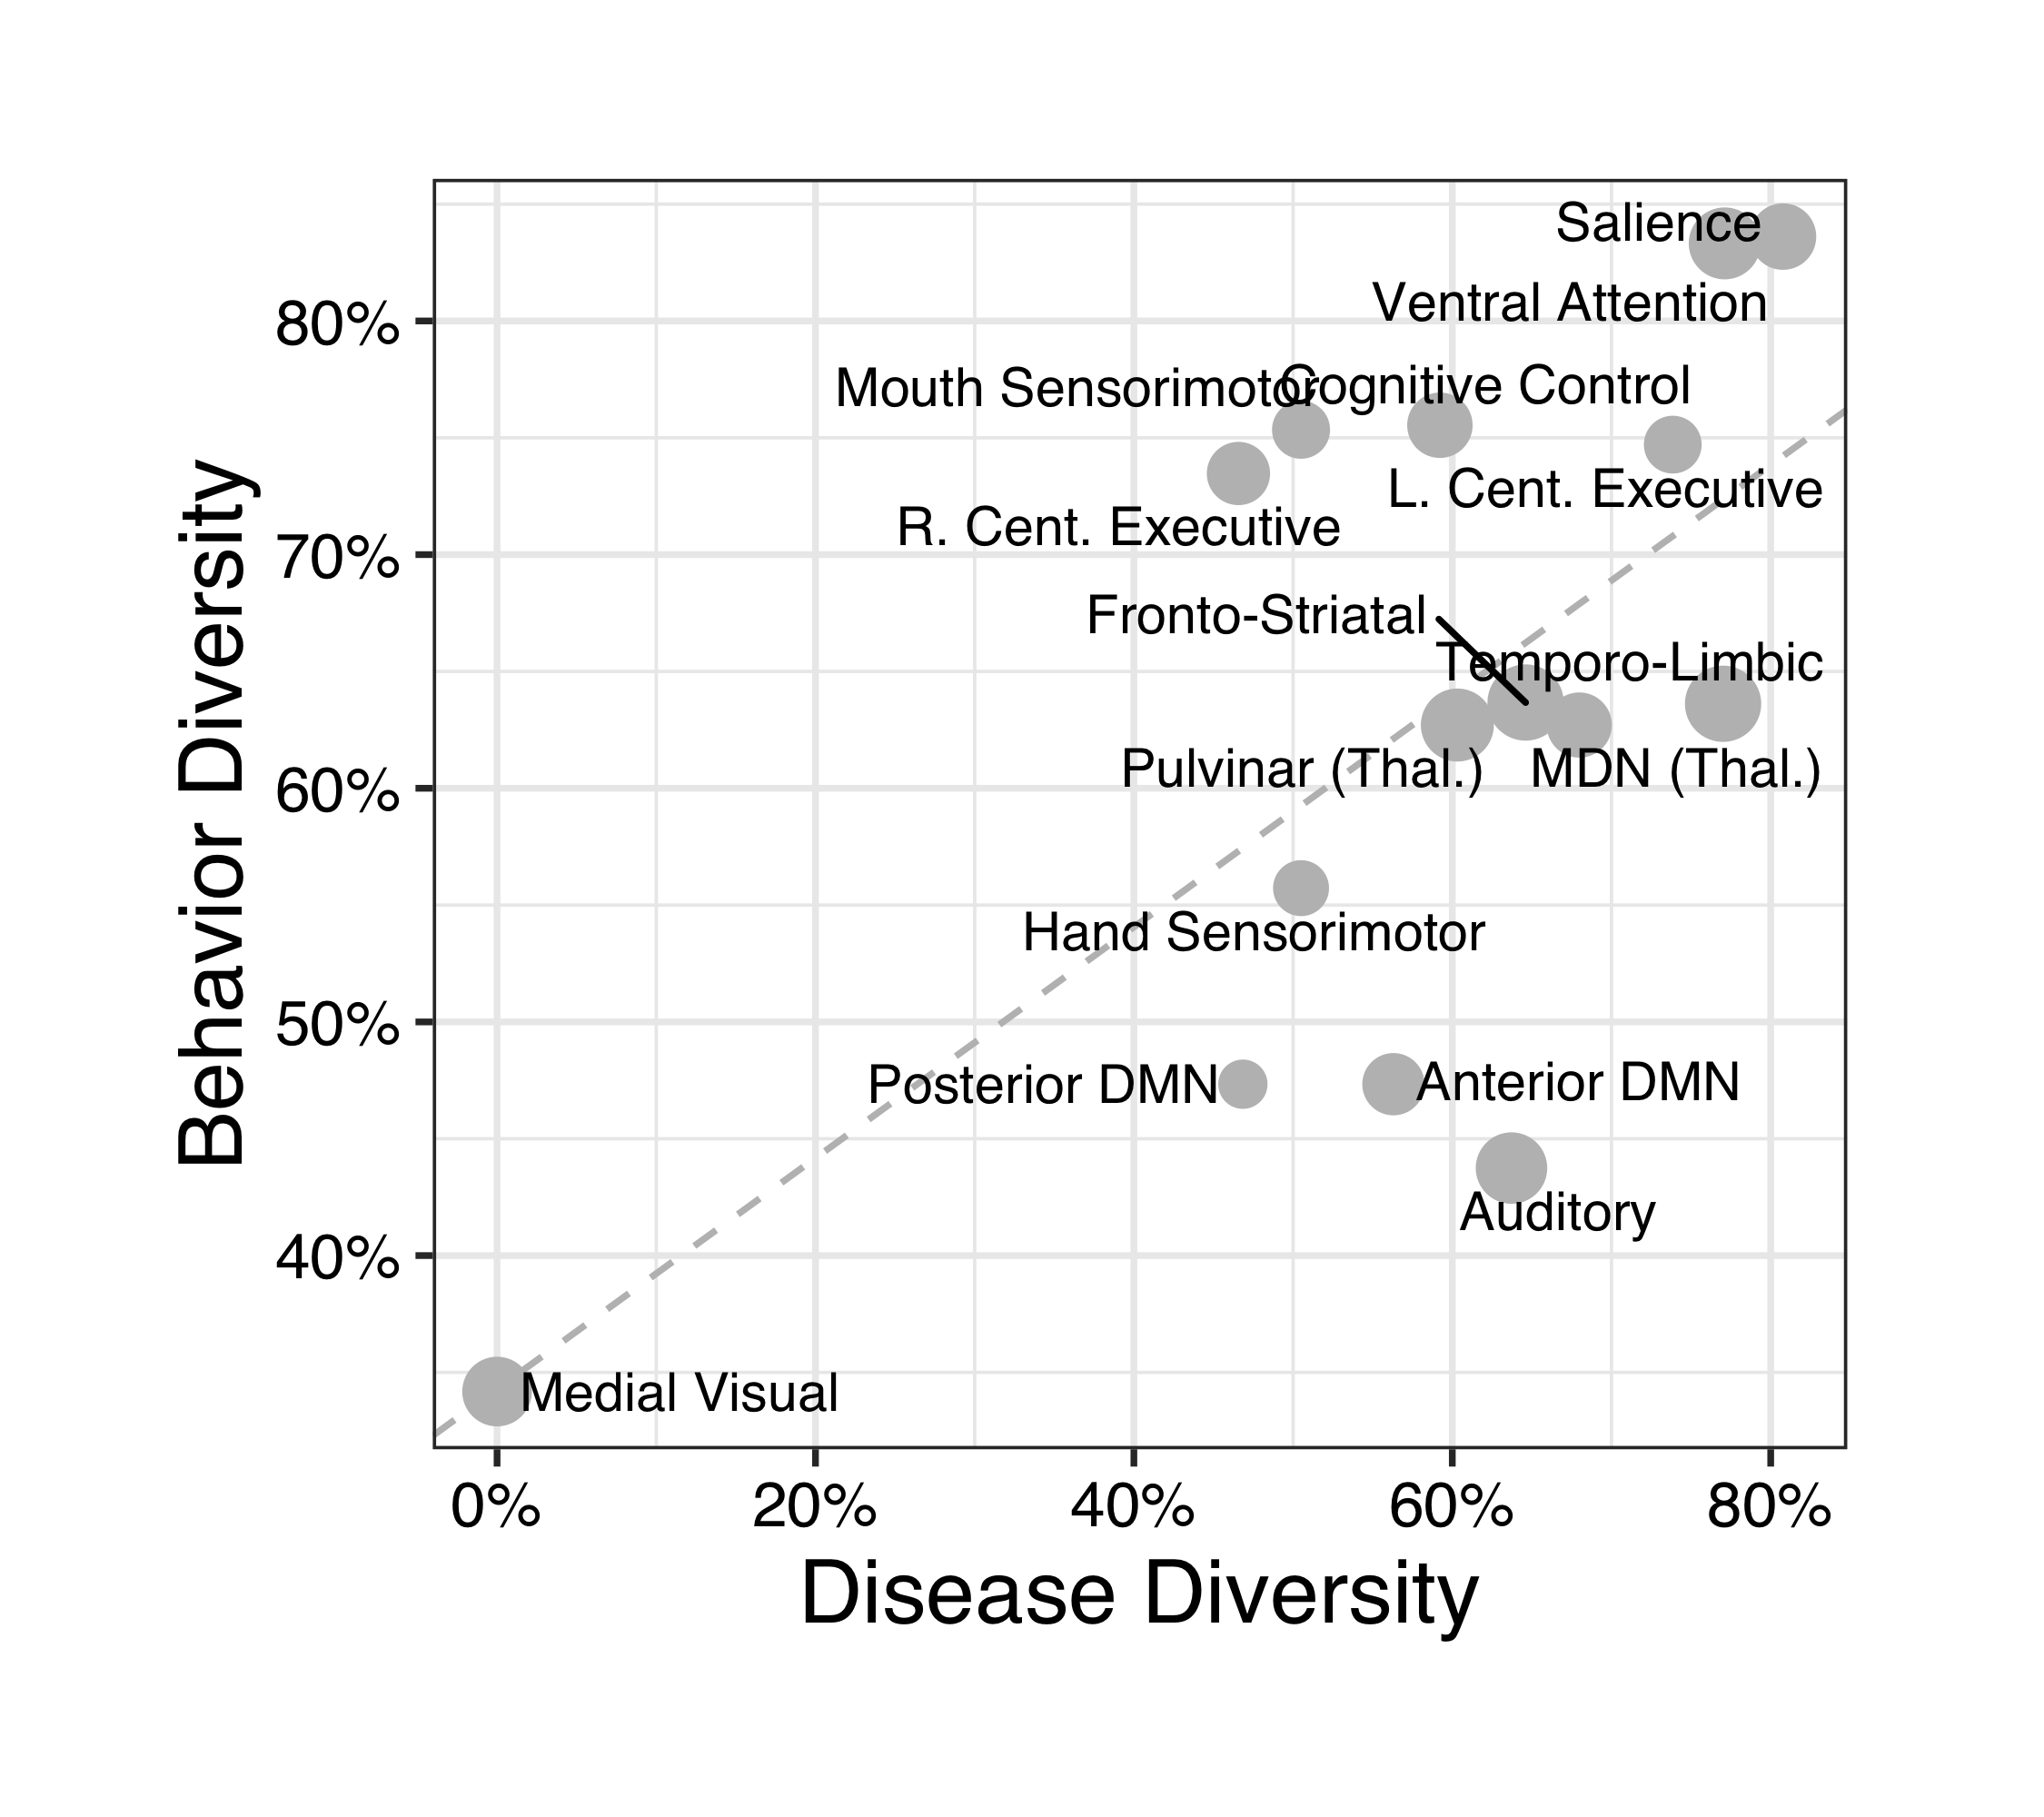 Salience
Ventral Attention
80%
Mouth Sensorimotor
Cognitive Control
L. Cent. Executive
R. Cent. Executive
70%
Fronto-Striatal
Temporo-Limbic
Pulvinar (Thal.)
MDN (Thal.)
60%
Hand Sensorimotor
50%
Posterior DMN
Anterior DMN
Auditory
40%
Medial Visual
Behavior Diversity
0%
20%
40%
60%
80%
Disease Diversity